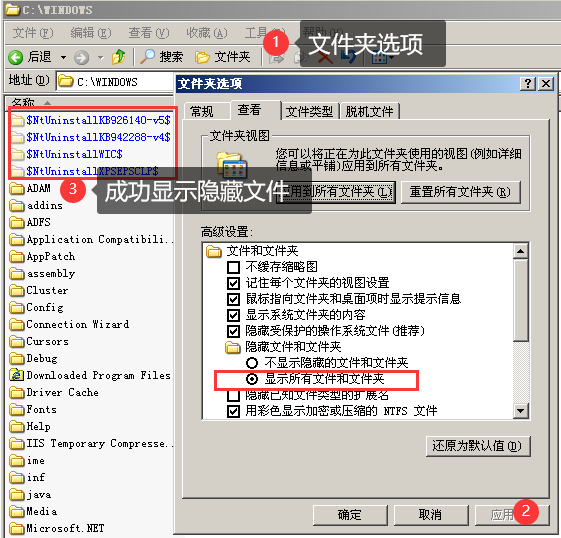 C:\WINDOWS
文件(F) 编辑(E) 查看(V) 收藏(A) 工具
1 文件夹选项
后退 搜索 文件夹
地址(D) C:\WINDOWS
名称
$NtUninstallKB926140-v5$
$NtUninstallKB942288-v4$
$NtUninstallWIC$
$NtUninstallXPSEPSCLP$
3 成功显示隐藏文件
ADAM
addins
ADFS
Application Compatibili..
AppPatch
assembly
Cluster
Config
Connection Wizard
Cursors
Debug
Downloaded Program Files
Driver Cache
Fonts
Help
IIS Temporary Compresse..
ime
inf
java
Media
Microsoft.NET
文件夹选项
常规 查看 文件类型 脱机文件
文件夹视图
您可以将正在为此文件夹使用的视图(例如详细
信息或平铺)应用到所有文件夹。
用到所有文件夹(L) 重置所有文件夹(R)
高级设置:
文件和文件夹
不缓存缩略图
记住每个文件夹的视图设置
鼠标指向文件夹和桌面项时显示提示信息
显示系统文件夹的内容
隐藏受保护的操作系统文件(推荐)
隐藏文件和文件夹
不显示隐藏的文件和文件夹
显示所有文件和文件夹
隐藏已知文件类型的扩展名
用彩色显示加密或压缩的 NTFS 文件
还原为默认值(D)
确定 取消 应用 2